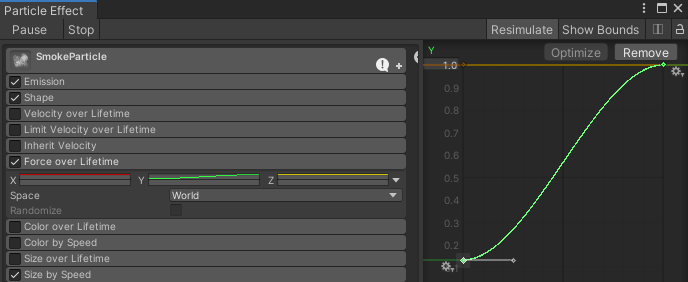 Particle Effect
Pause Stop Resimulate Show Bounds
SmokeParticle
Emission
Shape
Velocity over Lifetime
Limit Velocity over Lifetime
Inherit Velocity
Force over Lifetime
X Y Z
Space World
Randomize
Color over Lifetime
Color by Speed
Size over Lifetime
Size by Speed
Y Optimize Remove
1.0
0.9
0.8
0.7
0.6
0.5
0.4
0.3
0.2